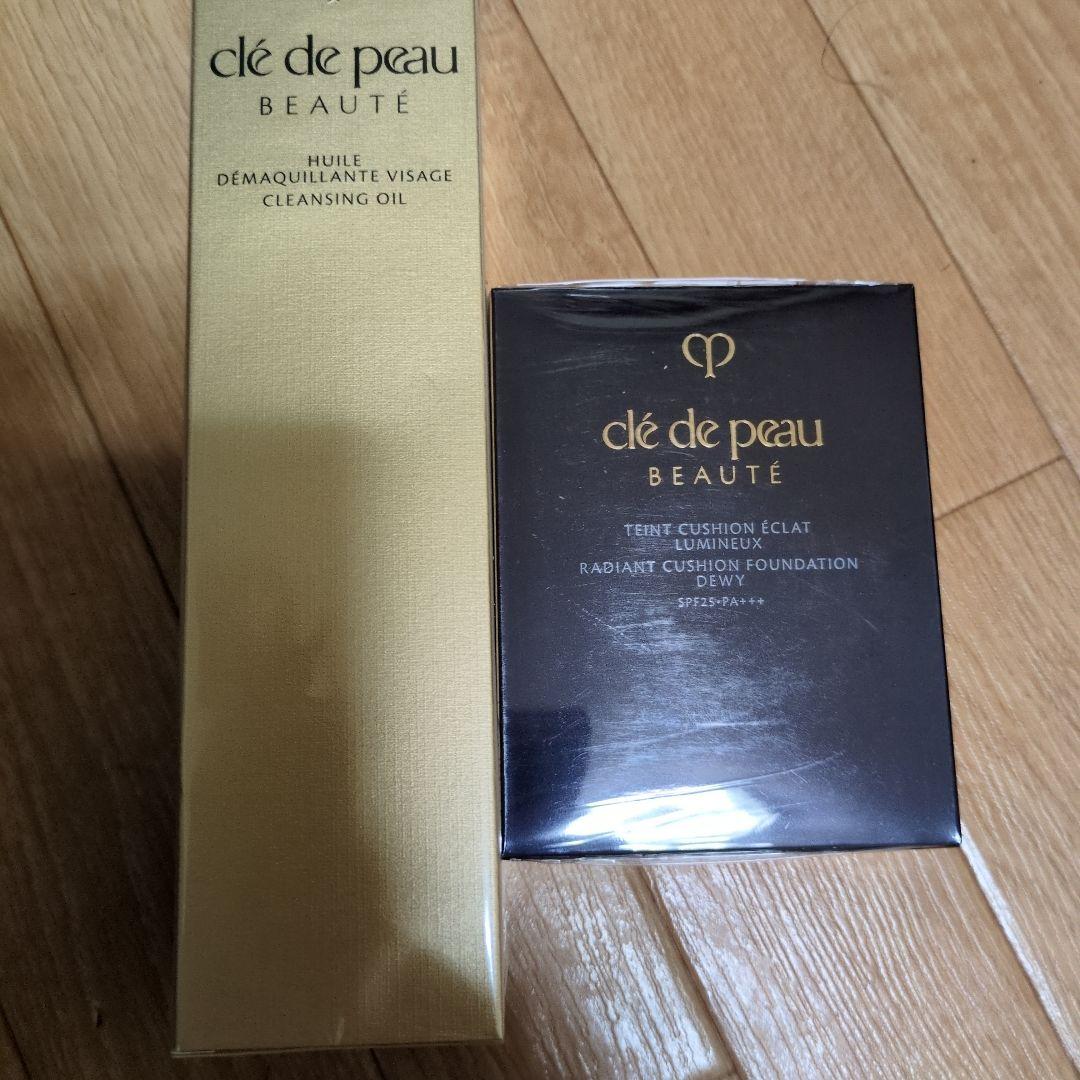 clé de peau
BEAUTÉ
HUILE
DÉMAQUILLANTE VISAGE
CLEANSING OIL
clé de peau
BEAUTÉ
TEINT CUSHION ÉCLAT
LUMINEUX
RADIANT CUSHION FOUNDATION
DEWY
SPF25•PA+++